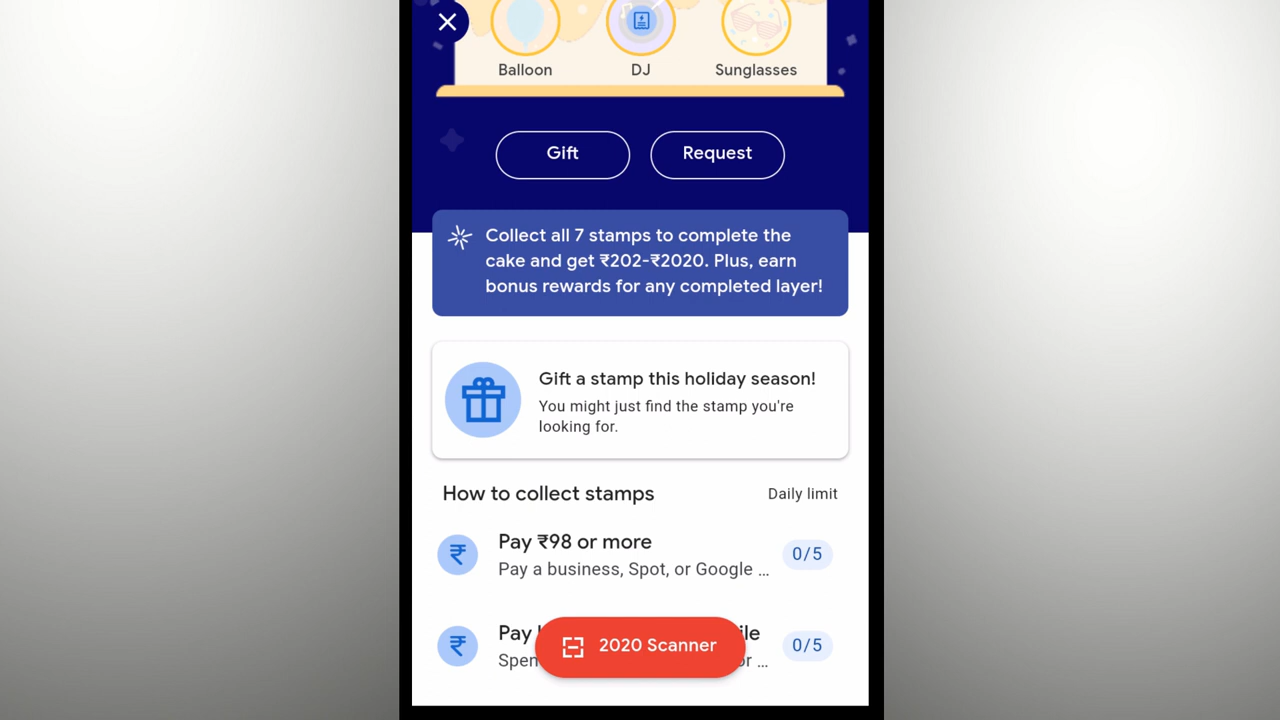 Balloon DJ Sunglasses
Gift Request
Collect all 7 stamps to complete the
cake and get ₹202-₹2020. Plus, earn
bonus rewards for any completed layer!
Gift a stamp this holiday season!
You might just find the stamp you're
looking for.
How to collect stamps Daily limit
Pay ₹98 or more
Pay a business, Spot, or Google ...
0/5
Pay
2020 Scanner
0/5